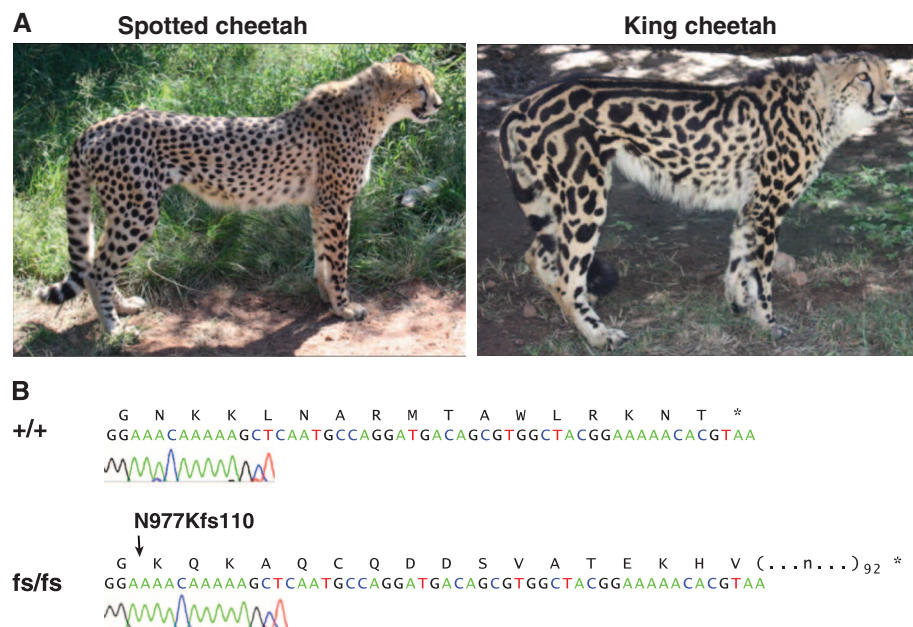 A
Spotted cheetah
King cheetah
B
G N K K L N A R M T A W L R K N T *
+/+
GGAAACAAAAAGCTCAATGCCAGGATGACAGCGTGGCTACGGAAAAACACGTAA
N977Kfs110
G K Q K A Q C Q D D S V A T E K H V (...n...)92 *
fs/fs
GGAAAACAAAAAGCTCAATGCCAGGATGACAGCGTGGCTACGGAAAAACACGTAA